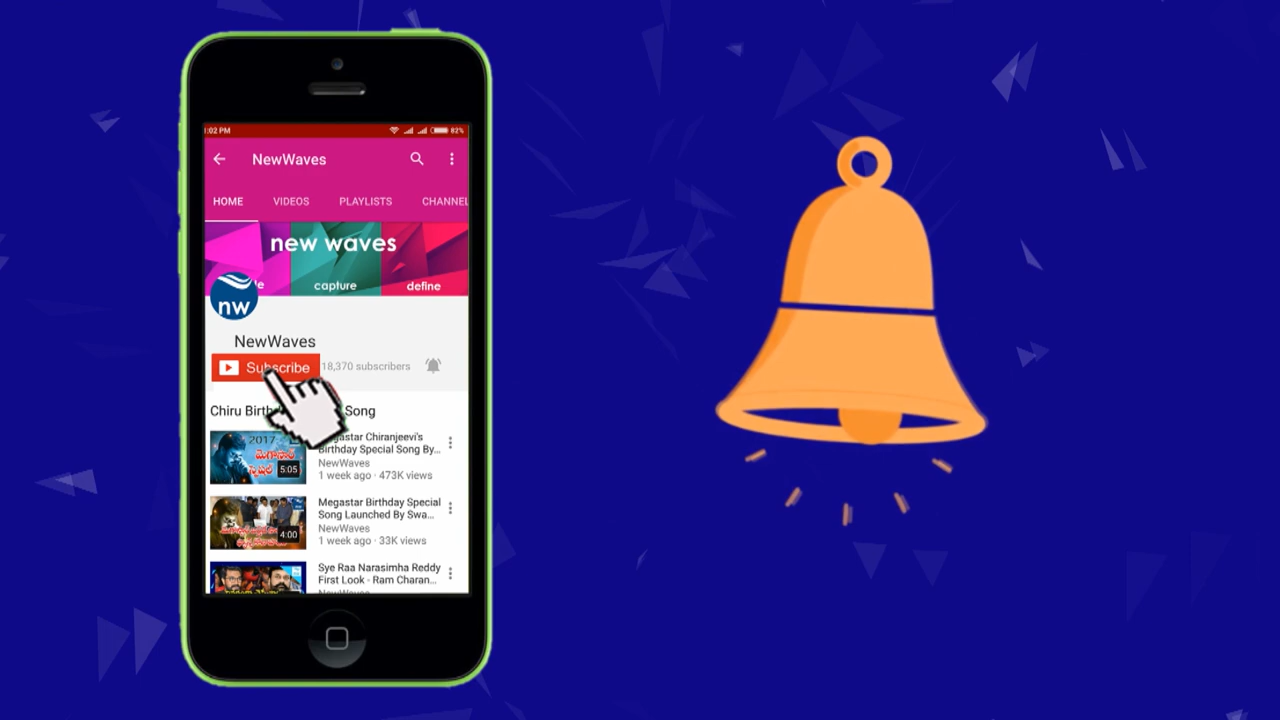 1:02 PM
82%
NewWaves
HOME VIDEOS PLAYLISTS CHANNEL
new waves
capture define
nw
NewWaves
Subscribe 18,370 subscribers
Chiru Song
2017
మెగాస్టార్
స్పెషల్
5:05
Megastar Chiranjeevi's
Birthday Special Song By...
NewWaves
1 week ago · 473K views
4:00
Megastar Birthday Special
Song Launched By Swa...
NewWaves
1 week ago · 33K views
Sye Raa Narasimha Reddy
First Look - Ram Charan...
NewWaves